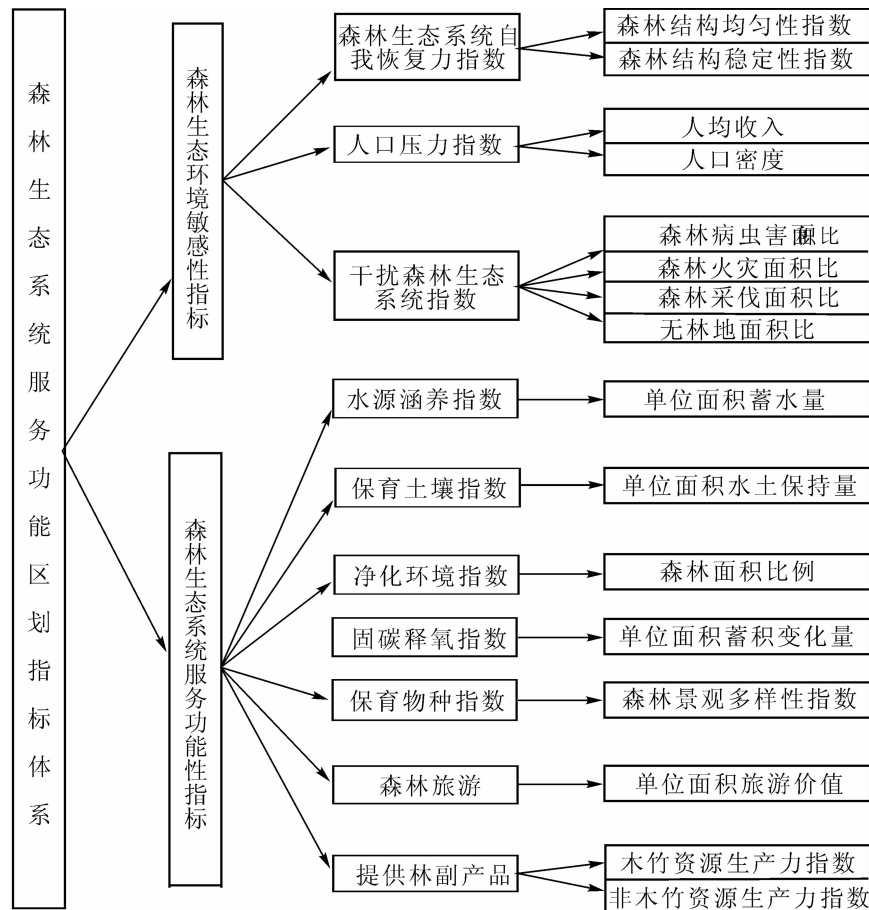 森林生态系统服务功能区划指标体系
森林生态环境敏感性指标
森林生态系统自
我恢复力指数
森林结构均匀性指数
森林结构稳定性指数
人口压力指数
人均收入
人口密度
干扰森林生态
系统指数
森林病虫害面积比
森林火灾面积比
森林采伐面积比
无林地面积比
森林生态系统服务功能性指标
水源涵养指数
单位面积蓄水量
保育土壤指数
单位面积水土保持量
净化环境指数
森林面积比例
固碳释氧指数
单位面积蓄积变化量
保育物种指数
森林景观多样性指数
森林旅游
单位面积旅游价值
提供林副产品
木竹资源生产力指数
非木竹资源生产力指数